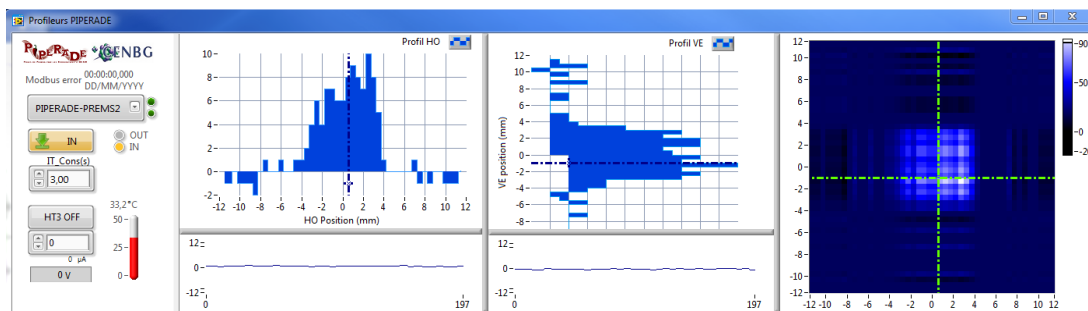 Profileurs PIPERADE
PIPERADE CENBG
Modbus error 00:00:00,000
DD/MM/YYYY
PIPERADE-PREMS2
IN
OUT
IN
IT_Cons(s)
3,00
HT3 OFF
0
0 µA
0 V
33,2°C
50
25
0
Profil HO
10
8
6
4
2
0
-2
-12 -10 -8 -6 -4 -2 0 2 4 6 8 10 12
HO Position (mm)
12
0
-12
0 197
Profil VE
VE position (mm)
12
10
8
6
4
2
0
-2
-4
-6
-8
12
0
-12
0 197
12
10
8
6
4
2
0
-2
-4
-6
-8
-10
-12
-12 -10 -8 -6 -4 -2 0 2 4 6 8 10 12
-90
-50
-0